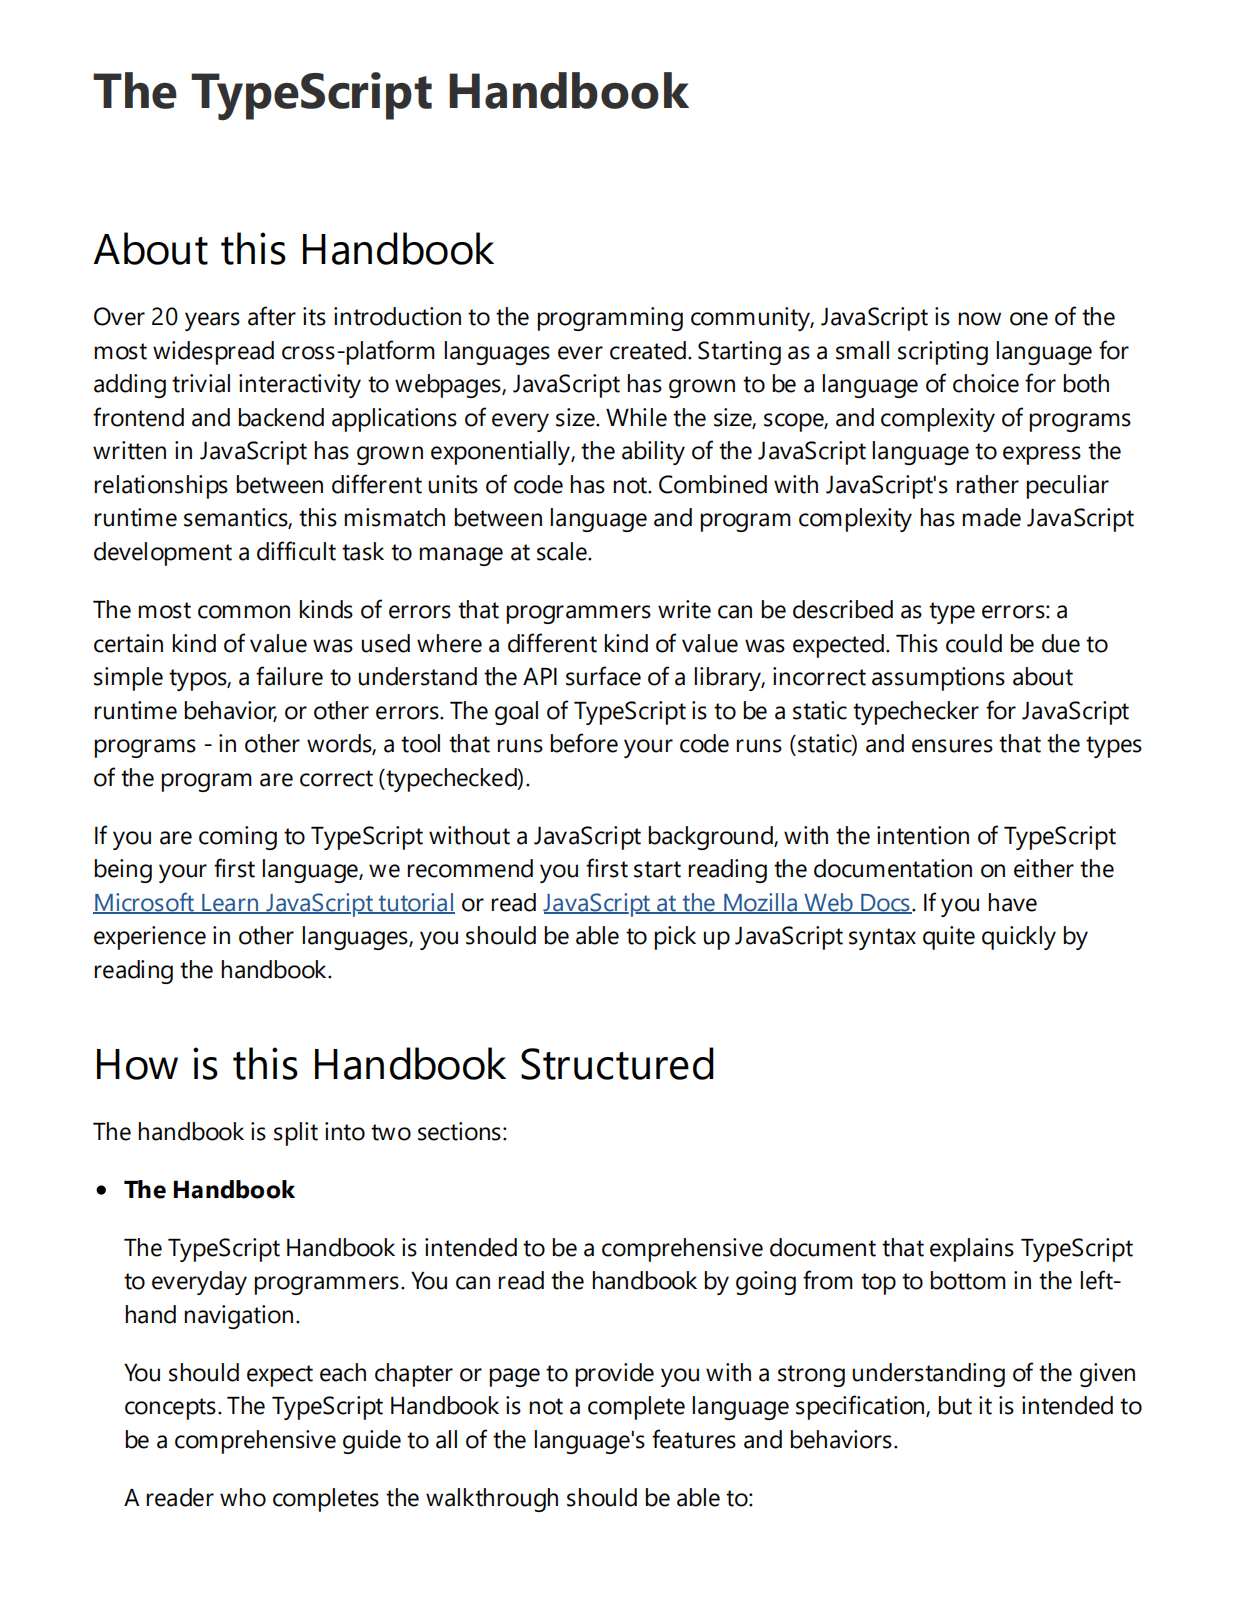 The TypeScript Handbook
About this Handbook
Over 20 years after its introduction to the programming community, JavaScript is now one of the
most widespread cross-platform languages ever created. Starting as a small scripting language for
adding trivial interactivity to webpages, JavaScript has grown to be a language of choice for both
frontend and backend applications of every size. While the size, scope, and complexity of programs
written in JavaScript has grown exponentially, the ability of the JavaScript language to express the
relationships between different units of code has not. Combined with JavaScript's rather peculiar
runtime semantics, this mismatch between language and program complexity has made JavaScript
development a difficult task to manage at scale.
The most common kinds of errors that programmers write can be described as type errors: a
certain kind of value was used where a different kind of value was expected. This could be due to
simple typos, a failure to understand the API surface of a library, incorrect assumptions about
runtime behavior, or other errors. The goal of TypeScript is to be a static typechecker for JavaScript
programs - in other words, a tool that runs before your code runs (static) and ensures that the types
of the program are correct (typechecked).
If you are coming to TypeScript without a JavaScript background, with the intention of TypeScript
being your first language, we recommend you first start reading the documentation on either the
Microsoft Learn JavaScript tutorial or read JavaScript at the Mozilla Web Docs. If you have
experience in other languages, you should be able to pick up JavaScript syntax quite quickly by
reading the handbook.
How is this Handbook Structured
The handbook is split into two sections:
• The Handbook
The TypeScript Handbook is intended to be a comprehensive document that explains TypeScript
to everyday programmers. You can read the handbook by going from top to bottom in the left-
hand navigation.
You should expect each chapter or page to provide you with a strong understanding of the given
concepts. The TypeScript Handbook is not a complete language specification, but it is intended to
be a comprehensive guide to all of the language's features and behaviors.
A reader who completes the walkthrough should be able to: